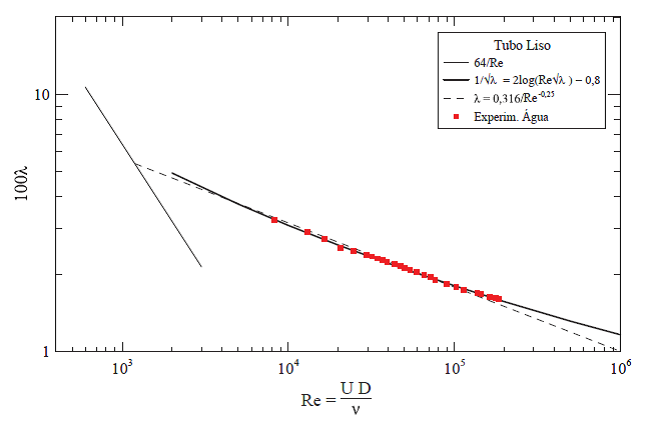 Tubo Liso
64/Re
1/√λ = 2log(Re√λ) – 0,8
λ = 0,316/Re^-0,25
Experim. Água
10
1
100λ
10³ 10⁴ 10⁵ 10⁶
Re = U D / ν